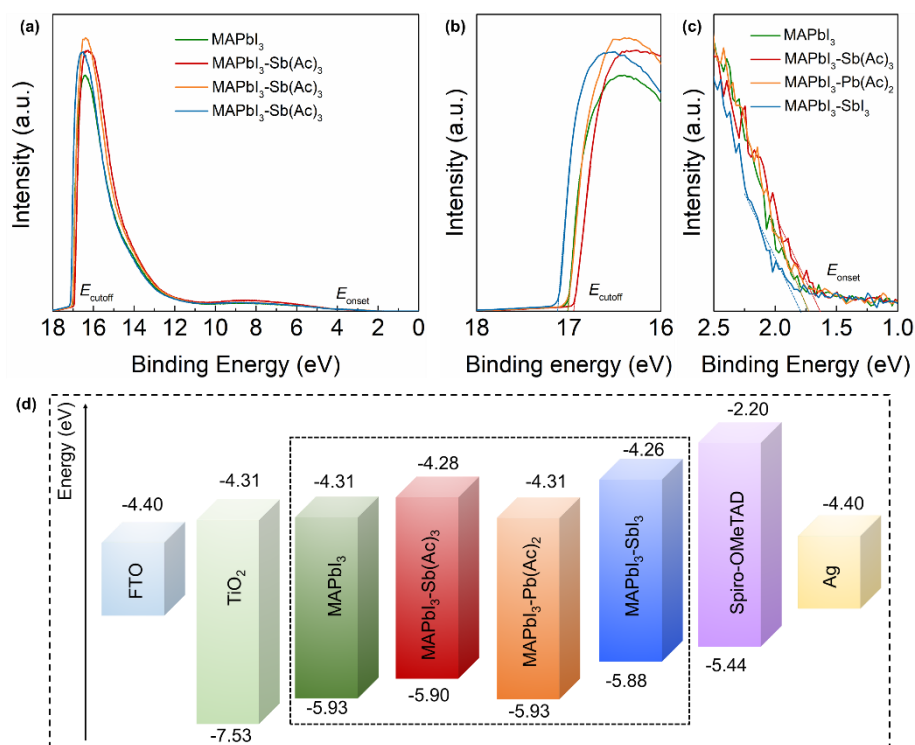 (a)
MAPbI3
MAPbI3-Sb(Ac)3
MAPbI3-Sb(Ac)3
MAPbI3-Sb(Ac)3
Intensity (a.u.)
Ecutoff
Eonset
18 16 14 12 10 8 6 4 2 0
Binding Energy (eV)
(b)
Intensity (a.u.)
Ecutoff
18 17 16
Binding energy (eV)
(c)
MAPbI3
MAPbI3-Sb(Ac)3
MAPbI3-Pb(Ac)2
MAPbI3-SbI3
Intensity (a.u.)
Eonset
2.5 2.0 1.5 1.0
Binding Energy (eV)
(d)
Energy (eV)
-4.40
FTO
-4.31
TiO2
-7.53
-4.31
MAPbI3
-5.93
-4.28
MAPbI3-Sb(Ac)3
-5.90
-4.31
MAPbI3-Pb(Ac)2
-5.93
-4.26
MAPbI3-SbI3
-5.88
-2.20
Spiro-OMeTAD
-5.44
-4.40
Ag